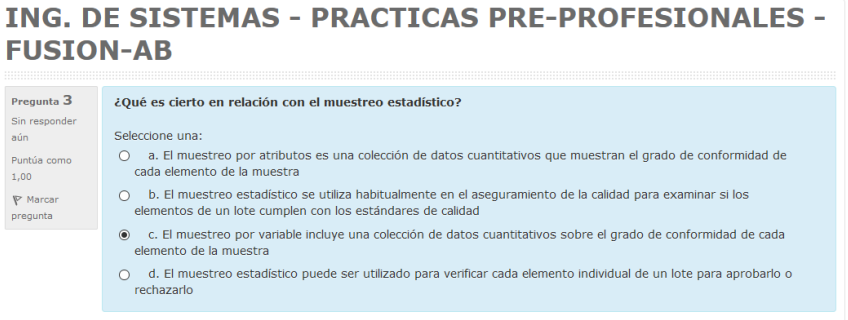 ING. DE SISTEMAS - PRACTICAS PRE-PROFESIONALES -
FUSION-AB
Pregunta 3
Sin responder
aún
Puntúa como
1,00
Marcar
pregunta
¿Qué es cierto en relación con el muestreo estadístico?
Seleccione una:
a. El muestreo por atributos es una colección de datos cuantitativos que muestran el grado de conformidad de
cada elemento de la muestra
b. El muestreo estadístico se utiliza habitualmente en el aseguramiento de la calidad para examinar si los
elementos de un lote cumplen con los estándares de calidad
c. El muestreo por variable incluye una colección de datos cuantitativos sobre el grado de conformidad de cada
elemento de la muestra
d. El muestreo estadístico puede ser utilizado para verificar cada elemento individual de un lote para aprobarlo o
rechazarlo